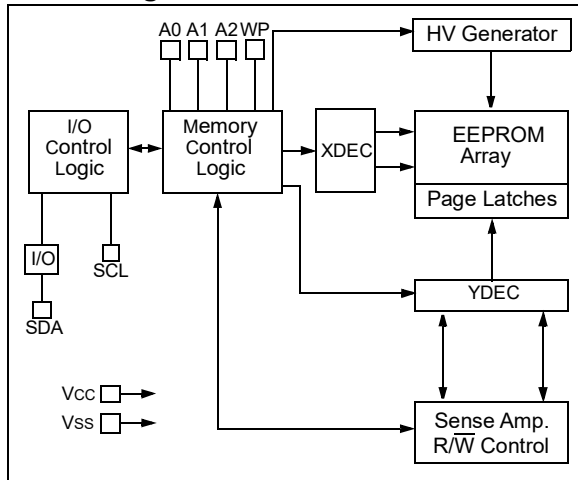 A0 A1 A2 WP
HV Generator
I/O
Control
Logic
Memory
Control
Logic
XDEC
EEPROM
Array
Page Latches
I/O
SCL
SDA
YDEC
Vcc
Vss
Sense Amp.
R/W̅ Control